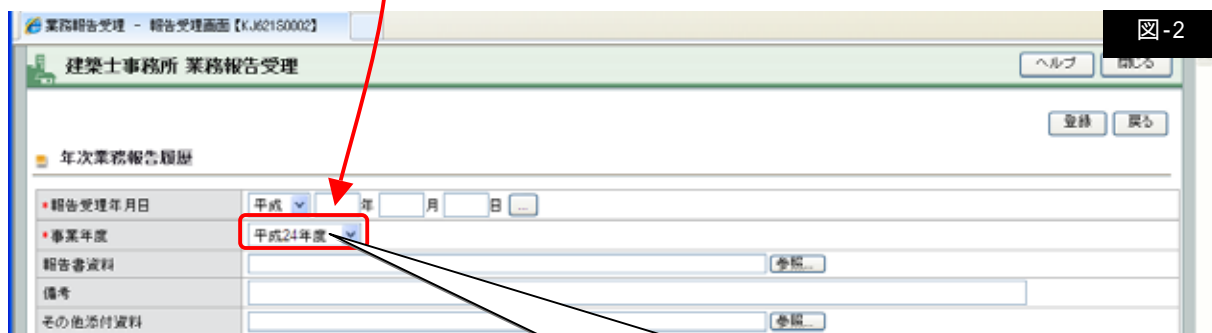 業務報告受理 - 報告受理画面【KJ621S0002】
図-2
建築士事務所 業務報告受理
ヘルプ 閉じる
登録 戻る
年次業務報告履歴
*報告受理年月日 平成 年 月 日 ...
*事業年度 平成24年度
報告書資料 参照...
備考
その他添付資料 参照...